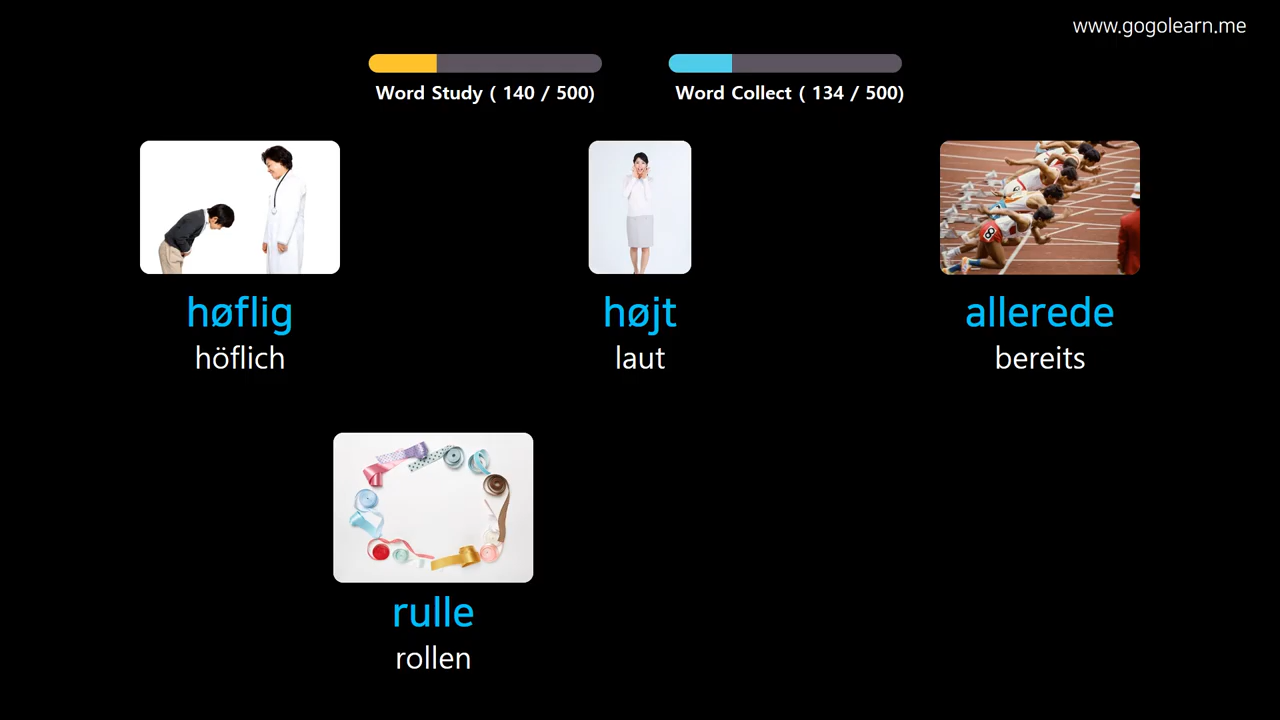 www.gogolearn.me
Word Study ( 140 / 500)
Word Collect ( 134 / 500)
høflig
höflich
højt
laut
allerede
bereits
rulle
rollen